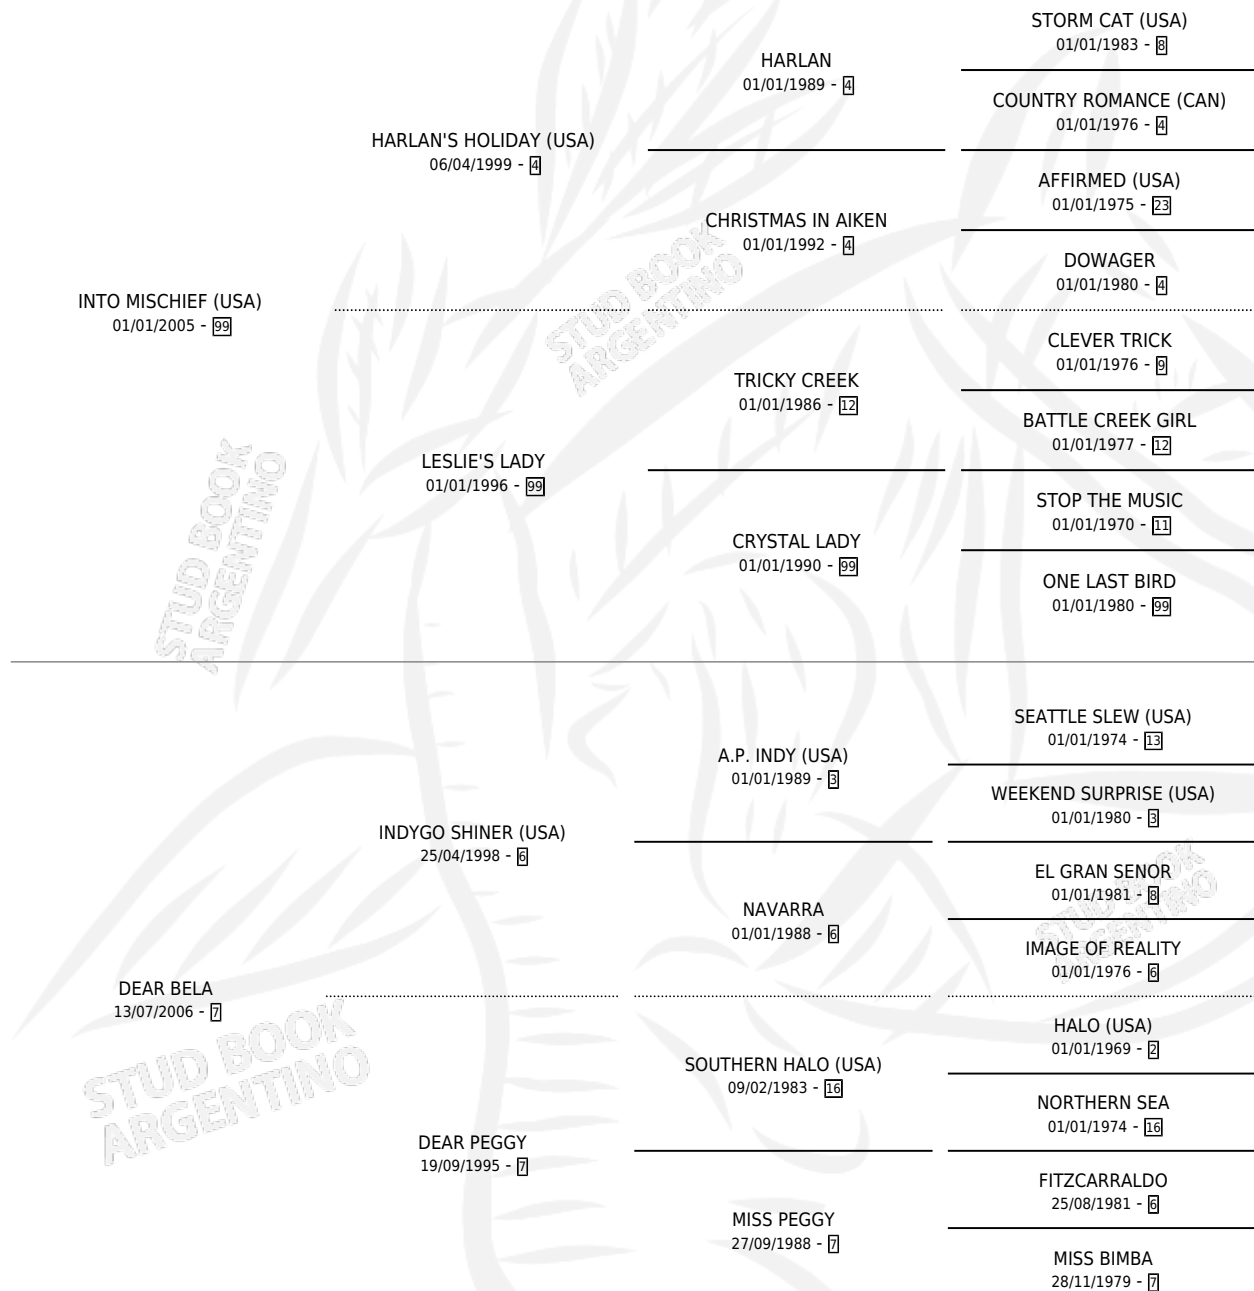 STORM CAT (USA)
01/01/1983 - 8
HARLAN
01/01/1989 - 4
COUNTRY ROMANCE (CAN)
01/01/1976 - 4
HARLAN'S HOLIDAY (USA)
06/04/1999 - 4
AFFIRMED (USA)
01/01/1975 - 23
CHRISTMAS IN AIKEN
01/01/1992 - 4
DOWAGER
01/01/1980 - 4
INTO MISCHIEF (USA)
01/01/2005 - 99
CLEVER TRICK
01/01/1976 - 9
TRICKY CREEK
01/01/1986 - 12
BATTLE CREEK GIRL
01/01/1977 - 12
LESLIE'S LADY
01/01/1996 - 99
STOP THE MUSIC
01/01/1970 - 11
CRYSTAL LADY
01/01/1990 - 99
ONE LAST BIRD
01/01/1980 - 99
SEATTLE SLEW (USA)
01/01/1974 - 13
A.P. INDY (USA)
01/01/1989 - 3
WEEKEND SURPRISE (USA)
01/01/1980 - 3
INDYGO SHINER (USA)
25/04/1998 - 6
EL GRAN SENOR
01/01/1981 - 8
NAVARRA
01/01/1988 - 6
IMAGE OF REALITY
01/01/1976 - 6
DEAR BELA
13/07/2006 - 7
HALO (USA)
01/01/1969 - 2
SOUTHERN HALO (USA)
09/02/1983 - 16
NORTHERN SEA
01/01/1974 - 16
DEAR PEGGY
19/09/1995 - 7
FITZCARRALDO
25/08/1981 - 6
MISS PEGGY
27/09/1988 - 7
MISS BIMBA
28/11/1979 - 7
STUD BOOK
ARGENTINO
STUD BOOK
ARGENTINO
STUD BOOK
ARGENTINO
STUD BOOK
ARGENTINO